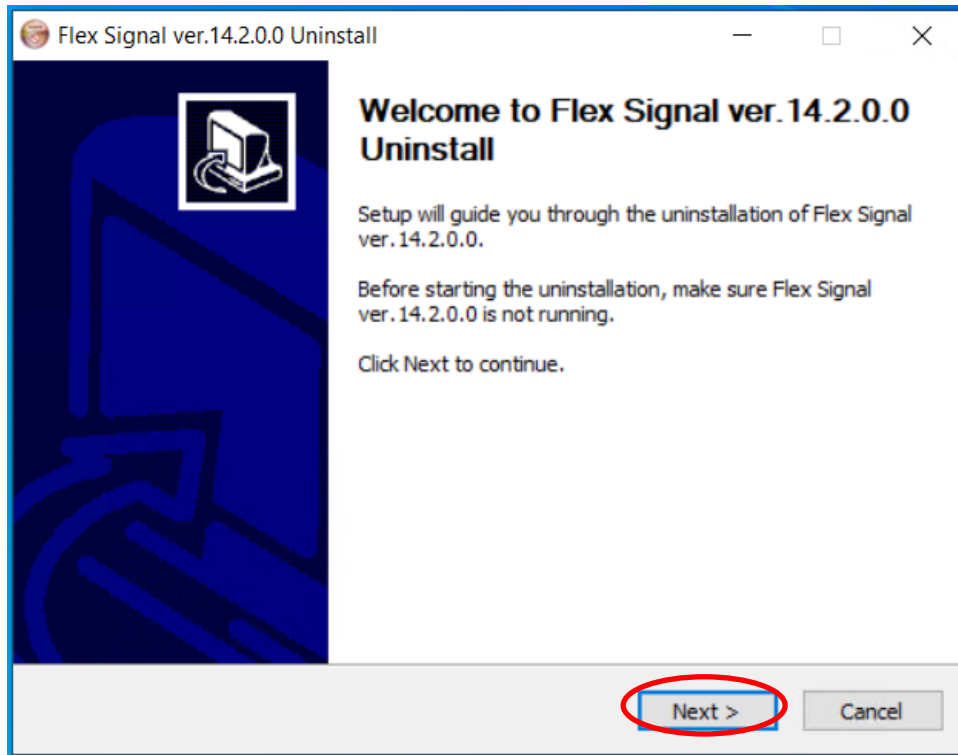 Flex Signal ver.14.2.0.0 Uninstall
Welcome to Flex Signal ver.14.2.0.0
Uninstall
Setup will guide you through the uninstallation of Flex Signal
ver.14.2.0.0.
Before starting the uninstallation, make sure Flex Signal
ver.14.2.0.0 is not running.
Click Next to continue.
Next >
Cancel